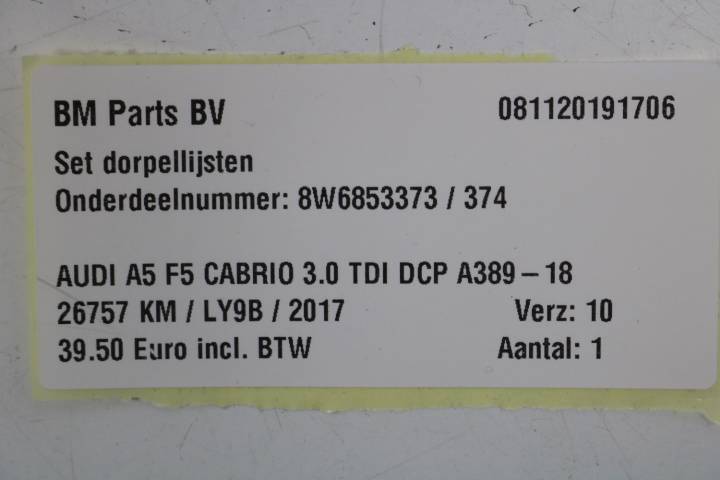 BM Parts BV 081120191706
Set dorpellijsten
Onderdeelnummer: 8W6853373 / 374
AUDI A5 F5 CABRIO 3.0 TDI DCP A389 – 18
26757 KM / LY9B / 2017 Verz: 10
39.50 Euro incl. BTW Aantal: 1